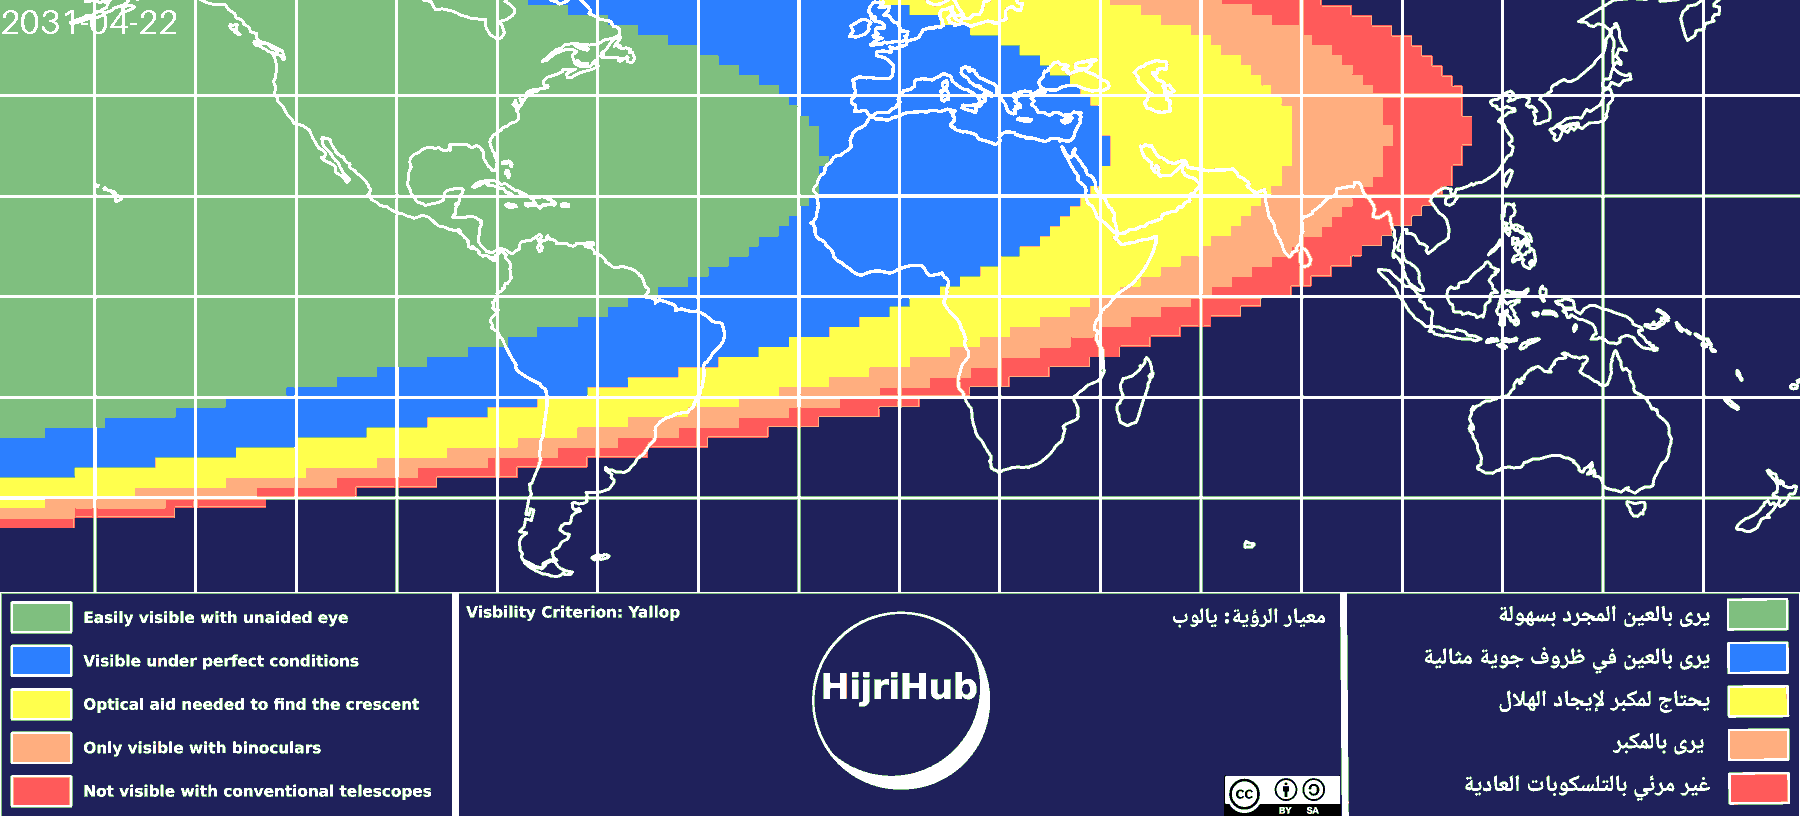 2031-04-22
Easily visible with unaided eye
Visible under perfect conditions
Optical aid needed to find the crescent
Only visible with binoculars
Not visible with conventional telescopes
Visbility Criterion: Yallop
معيار الرؤية: يالوب
HijriHub
cc
BY SA
يرى بالعين المجرد بسهولة
يرى بالعين في ظروف جوية مثالية
يحتاج لمكبر لإيجاد الهلال
يرى بالمكبر
غير مرئي بالتلسكوبات العادية